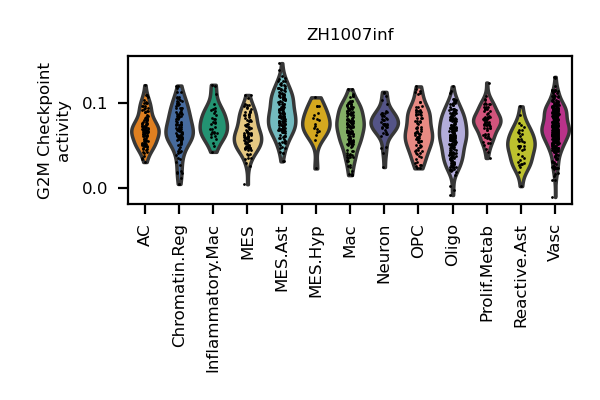 ZH1007inf
G2M Checkpoint
activity
0.1
0.0
AC
Chromatin.Reg
Inflammatory.Mac
MES
MES.Ast
MES.Hyp
Mac
Neuron
OPC
Oligo
Prolif.Metab
Reactive.Ast
Vasc